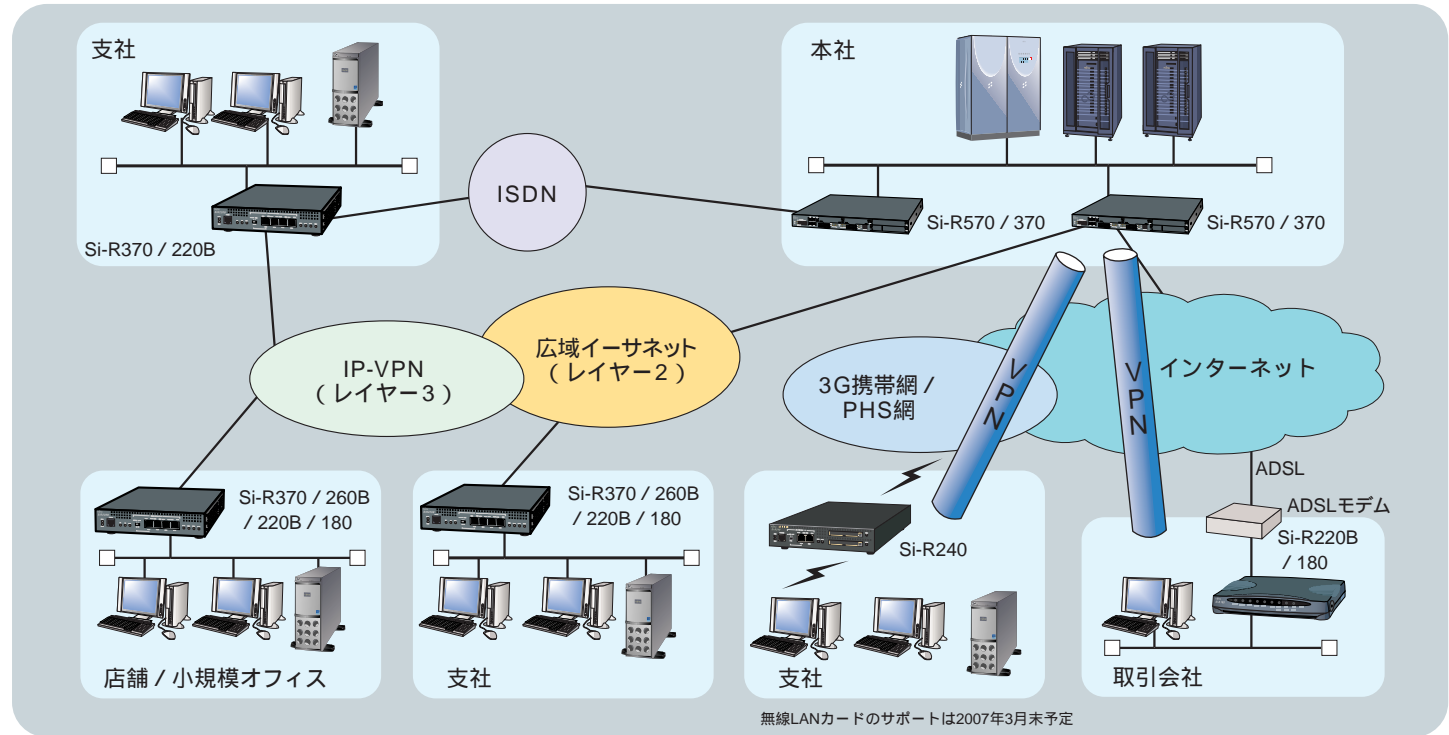 支社
本社
ISDN
Si-R370 / 220B
Si-R570 / 370
Si-R570 / 370
IP-VPN
（レイヤー3）
広域イーサネット
（レイヤー2）
3G携帯網 /
PHS網
VPN
VPN
インターネット
ADSL
ADSLモデム
Si-R370 / 260B
/ 220B / 180
店舗 / 小規模オフィス
Si-R370 / 260B
/ 220B / 180
支社
Si-R240
支社
Si-R220B
/ 180
取引会社
無線LANカードのサポートは2007年3月末予定